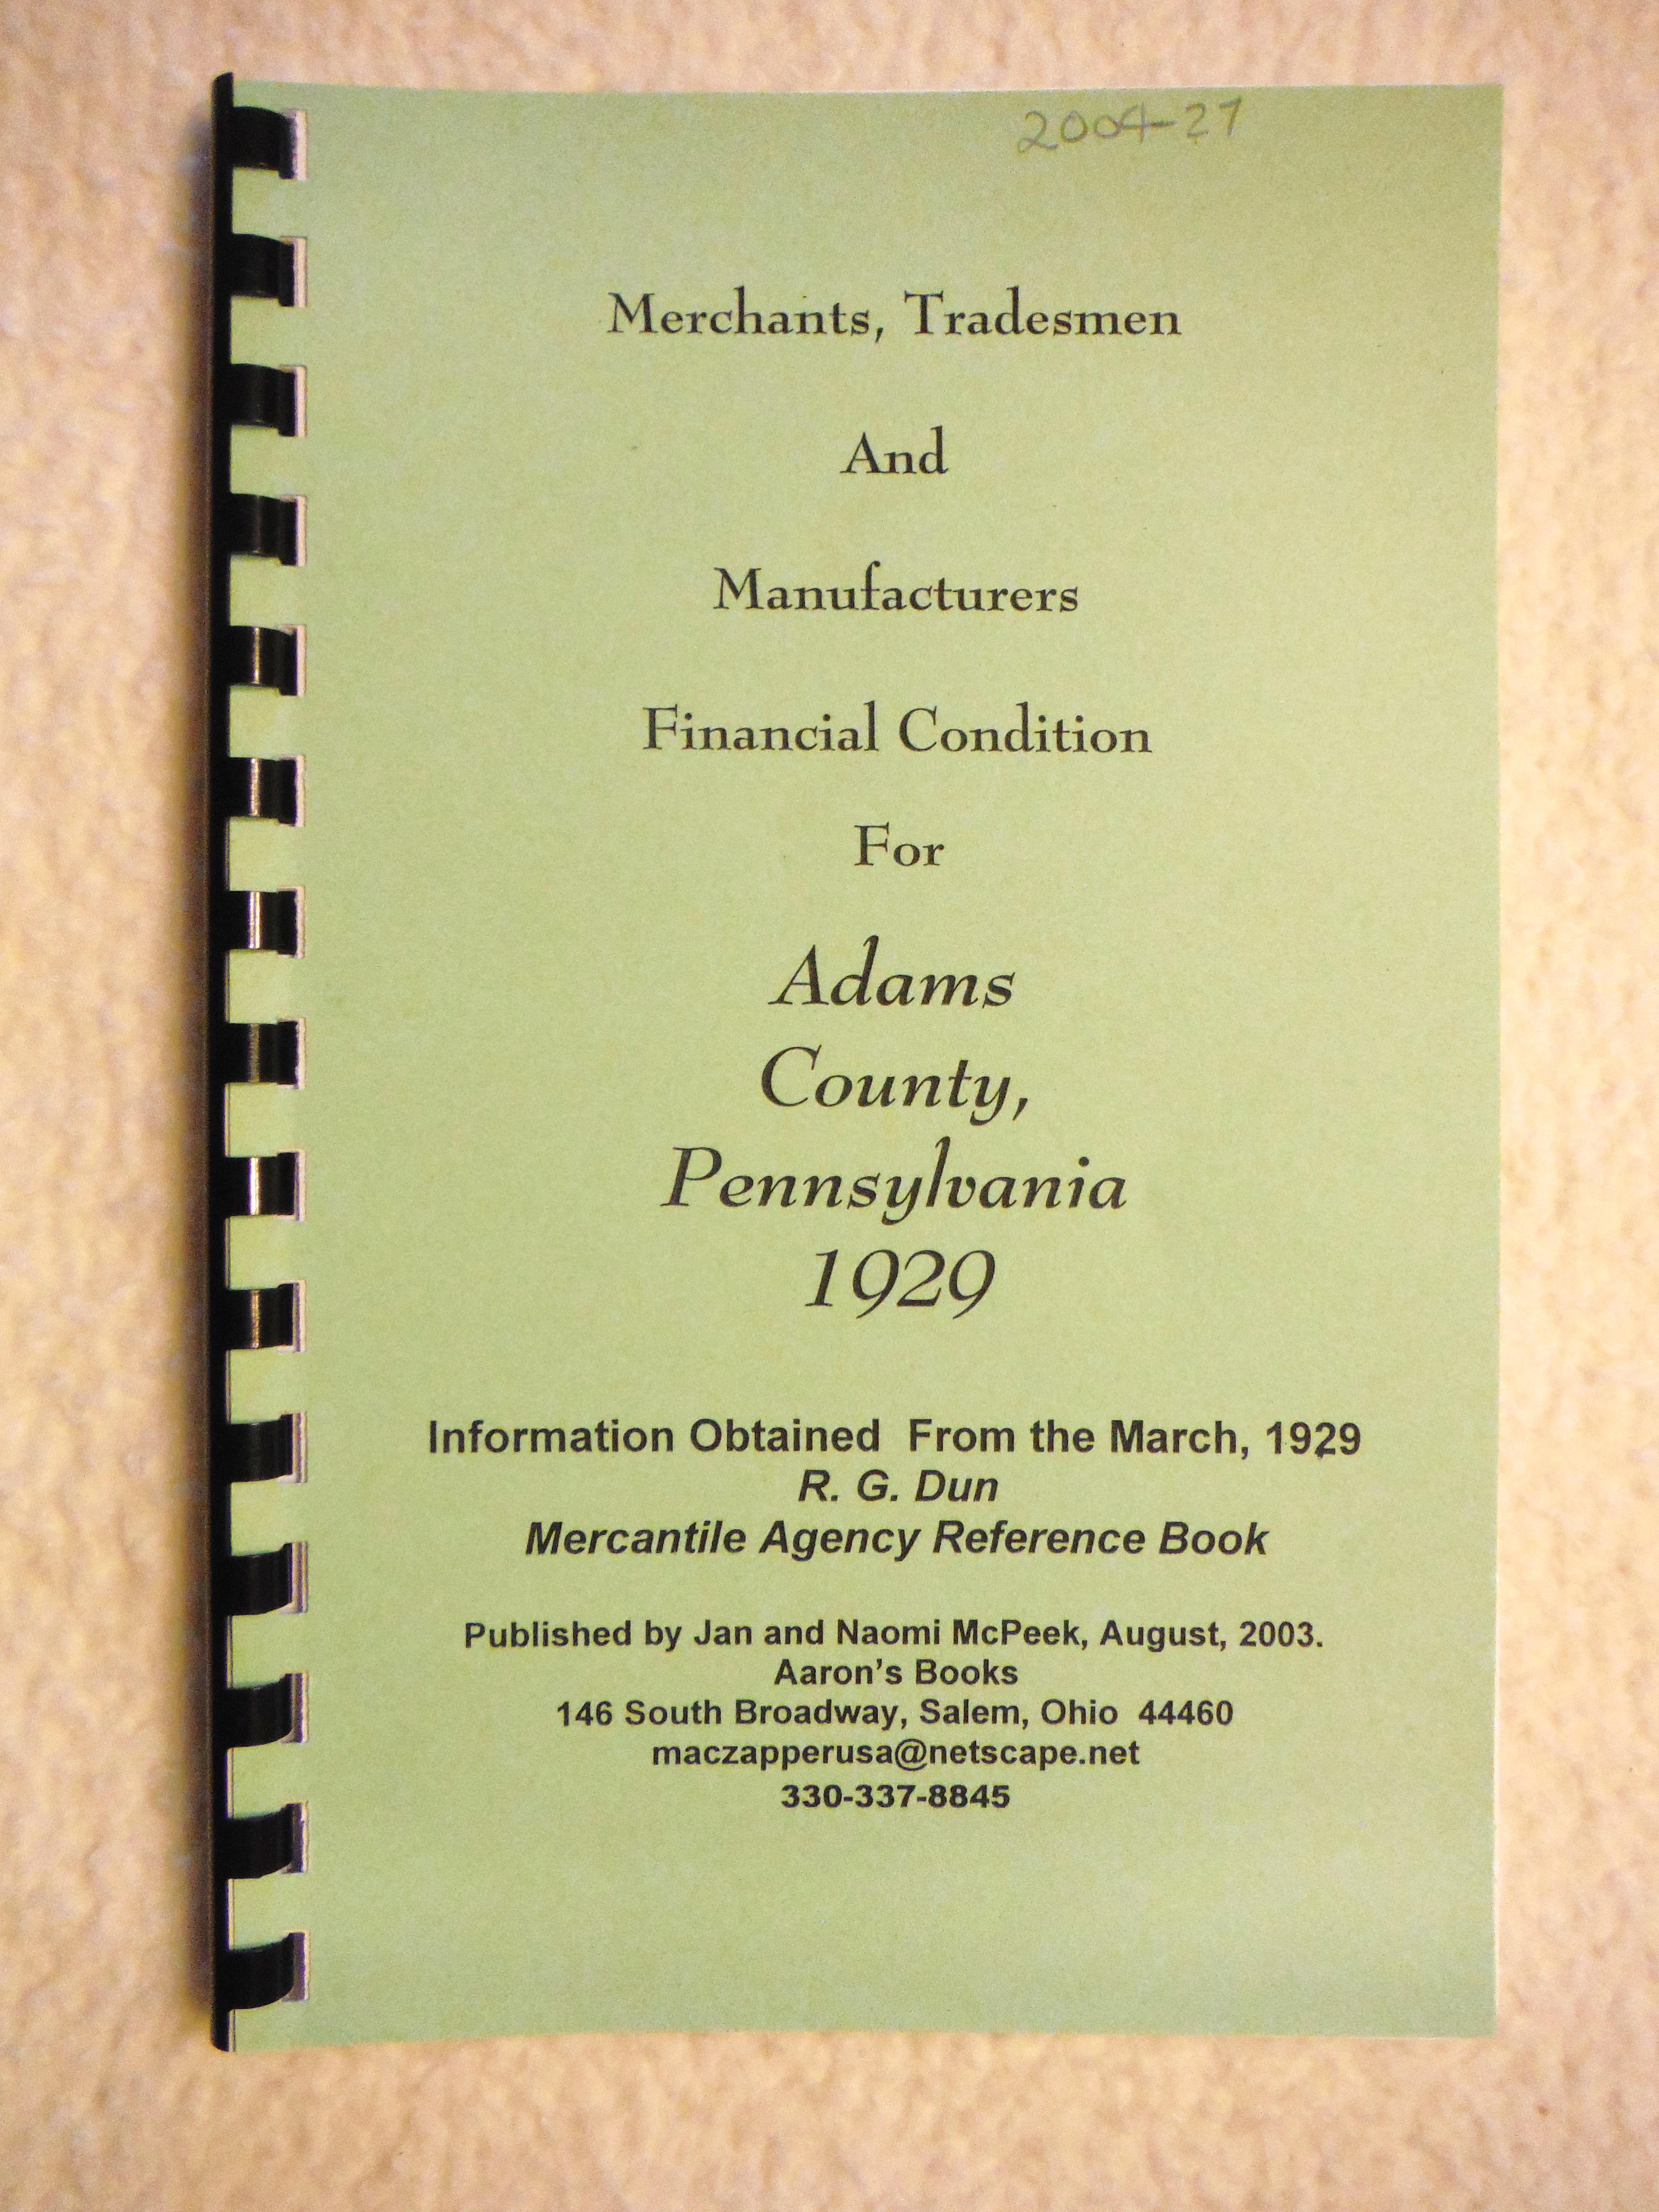 2004-27
Merchants, Tradesmen
And
Manufacturers
Financial Condition
For
Adams
County,
Pennsylvania
1929
Information Obtained From the March, 1929
R. G. Dun
Mercantile Agency Reference Book
Published by Jan and Naomi McPeek, August, 2003.
Aaron's Books
146 South Broadway, Salem, Ohio 44460
maczapperusa@netscape.net
330-337-8845